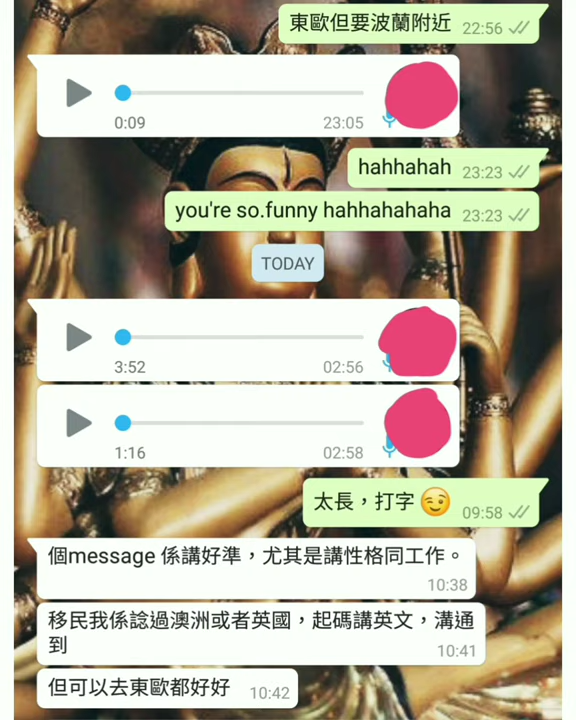 東歐但要波蘭附近 22:56
0:09 23:05
hahhahah 23:23
you're so.funny hahhahahaha 23:23
TODAY
3:52 02:56
1:16 02:58
太長，打字😉 09:58
個message 係講好準，尤其是講性格同工作。
10:38
移民我係諗過澳洲或者英國，起碼講英文，溝通
到 10:41
但可以去東歐都好好 10:42